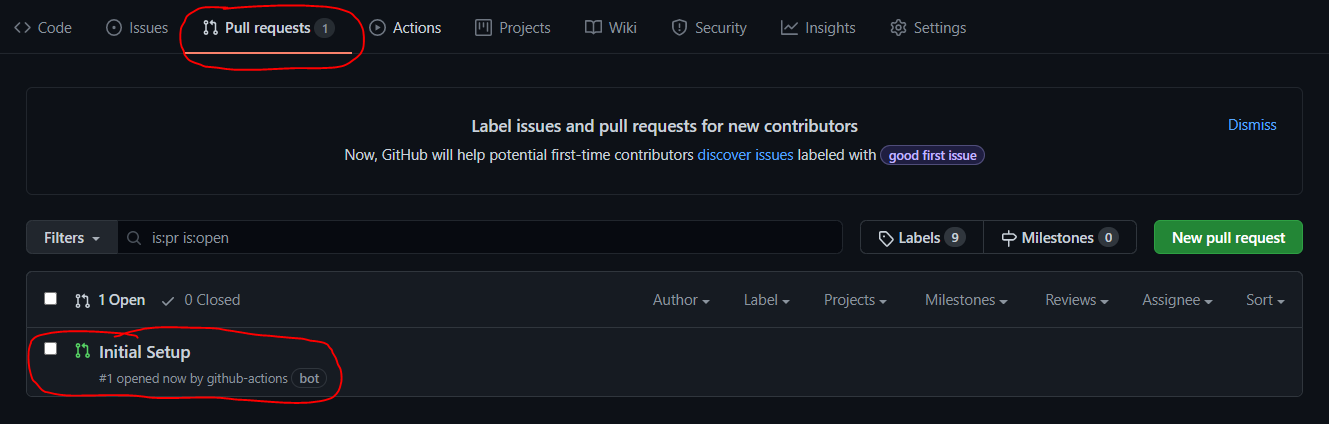 Code Issues Pull requests 1 Actions Projects Wiki Security Insights Settings
Label issues and pull requests for new contributors
Dismiss
Now, GitHub will help potential first-time contributors discover issues labeled with good first issue
Filters is:pr is:open Labels 9 Milestones 0 New pull request
1 Open 0 Closed Author Label Projects Milestones Reviews Assignee Sort
Initial Setup
#1 opened now by github-actions bot